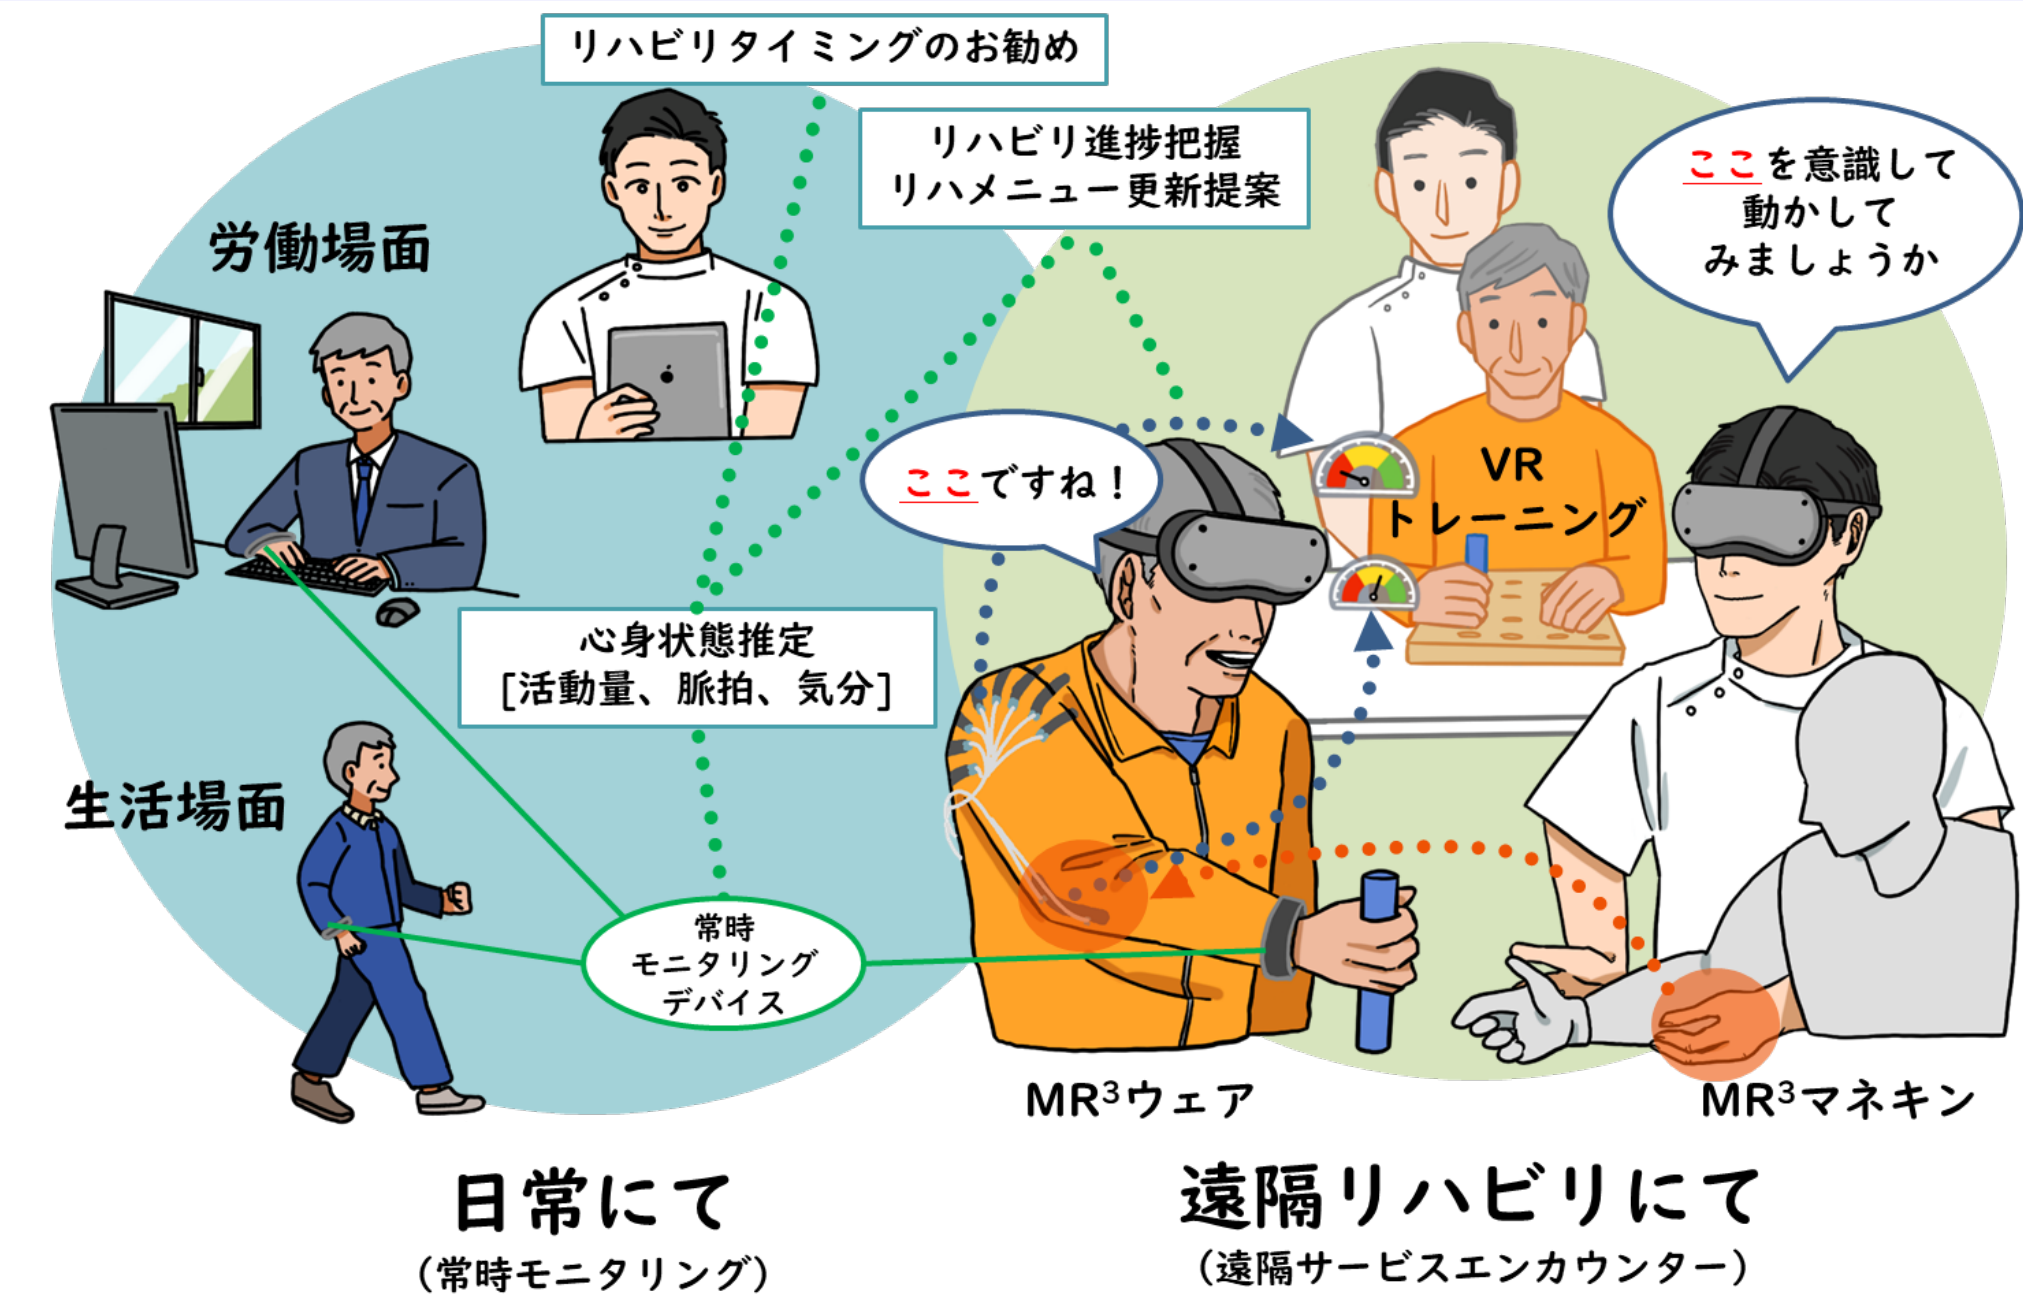 リハビリタイミングのお勧め
リハビリ進捗把握
リハメニュー更新提案
ここを意識して
動かして
みましょうか
労働場面
ここですね！
VR
トレーニング
心身状態推定
[活動量、脈拍、気分]
生活場面
常時
モニタリング
デバイス
MR³ウェア
MR³マネキン
日常にて
（常時モニタリング）
遠隔リハビリにて
（遠隔サービスエンカウンター）